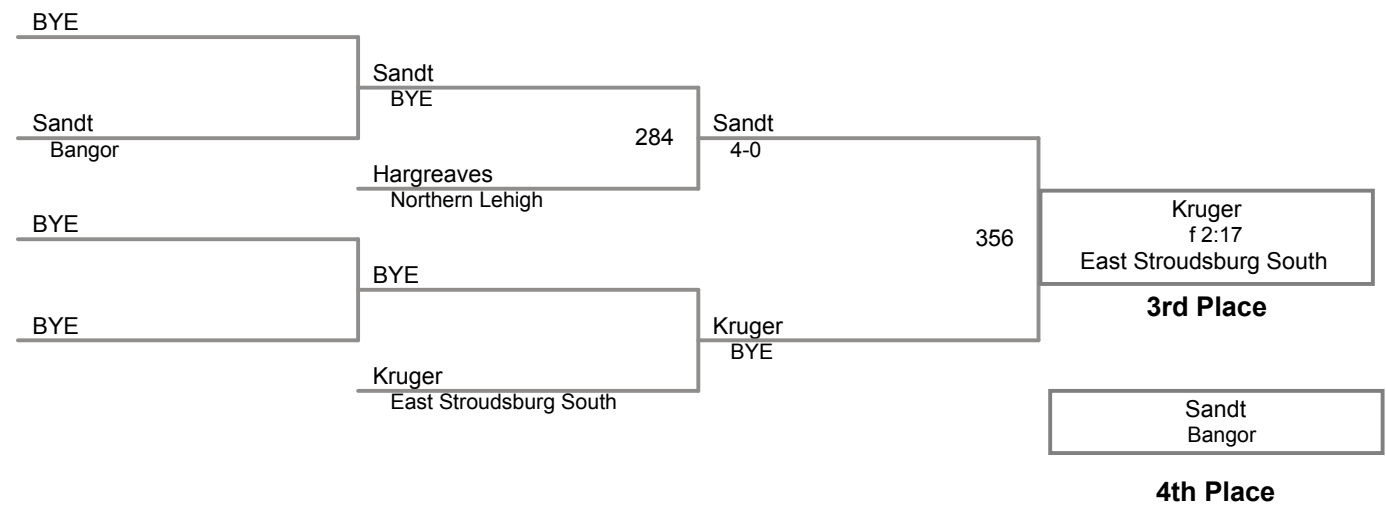 BYE
Sandt
Bangor
BYE
BYE
Sandt
BYE
Hargreaves
Northern Lehigh
BYE
Kruger
East Stroudsburg South
284
Sandt
4-0
Kruger
BYE
356
Kruger
f 2:17
East Stroudsburg South
3rd Place
Sandt
Bangor
4th Place